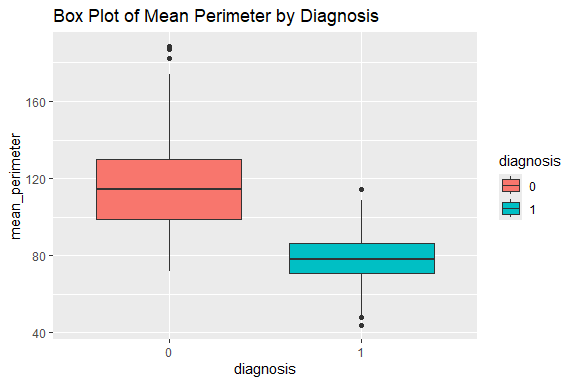 Box Plot of Mean Perimeter by Diagnosis
mean_perimeter
160
120
80
40
0
1
diagnosis
diagnosis
0
1